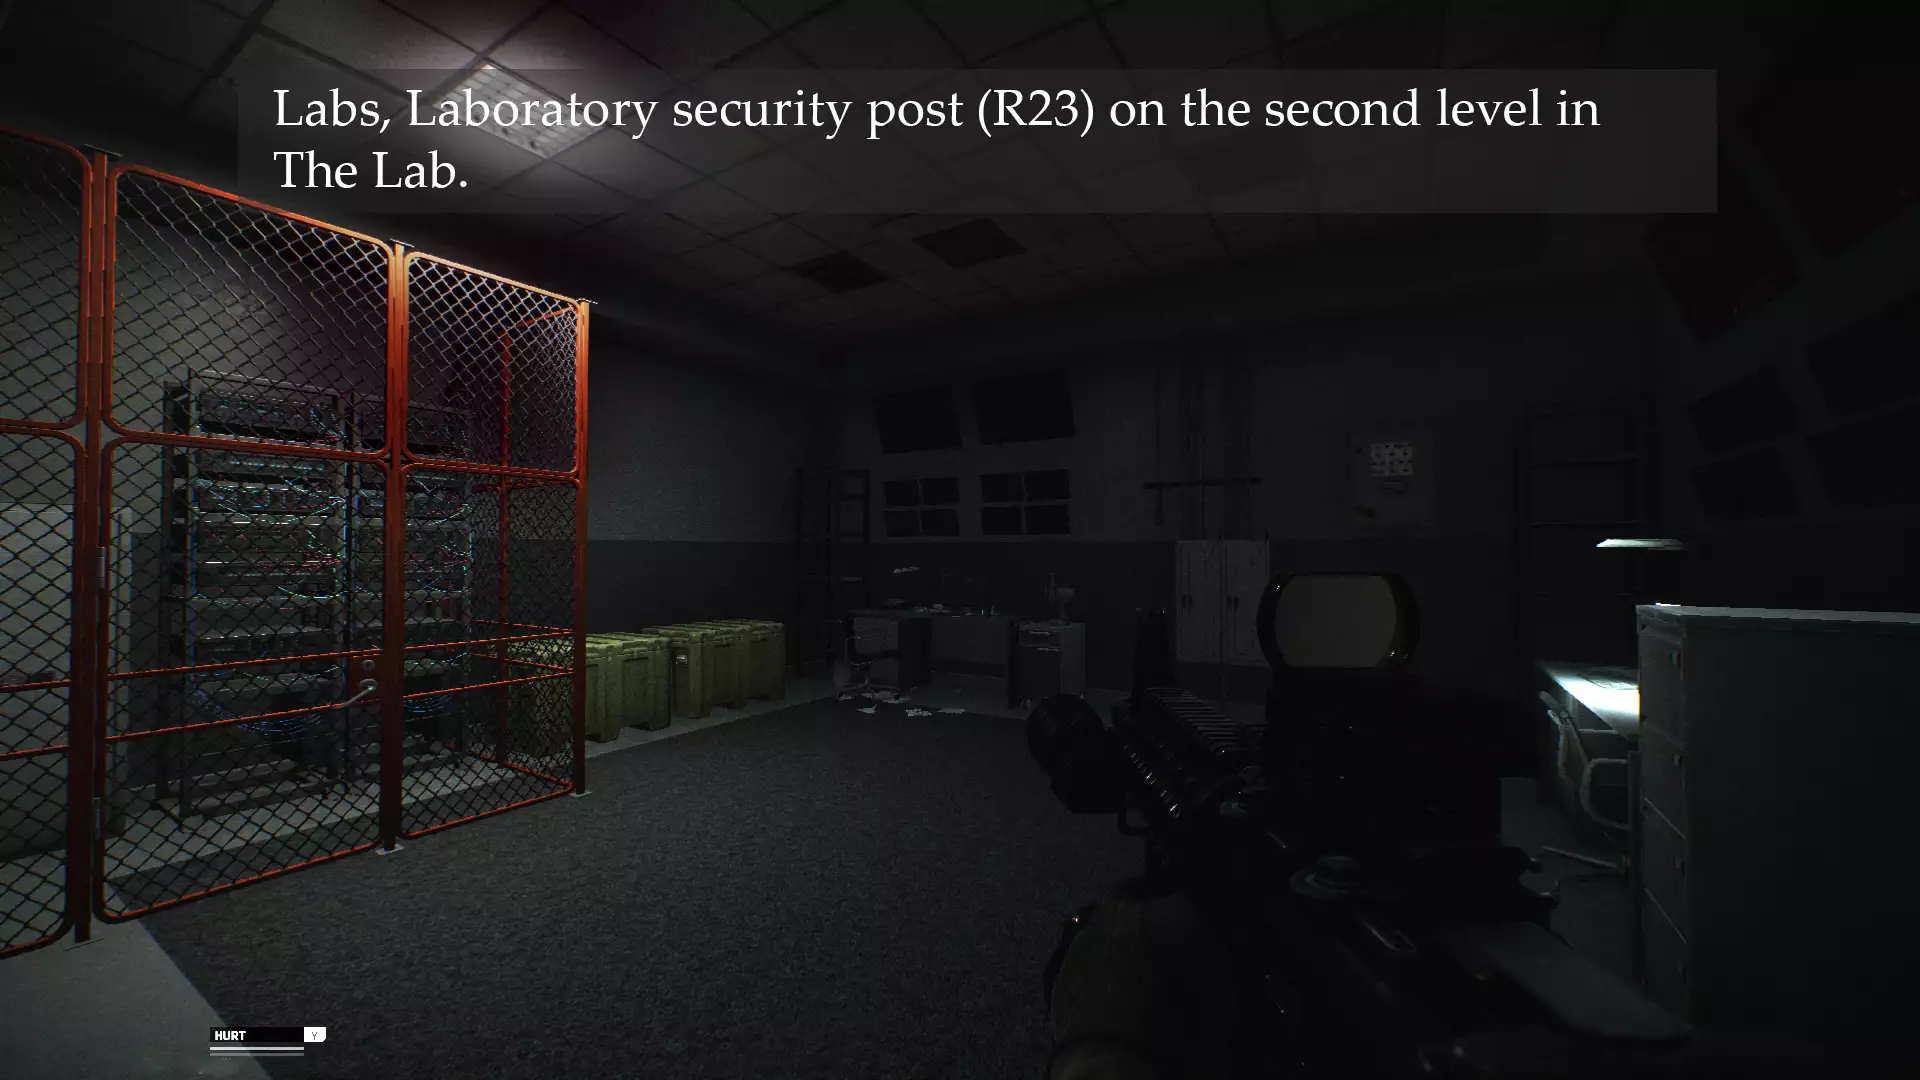 Labs, Laboratory security post (R23) on the second level in
The Lab.
HURT Y